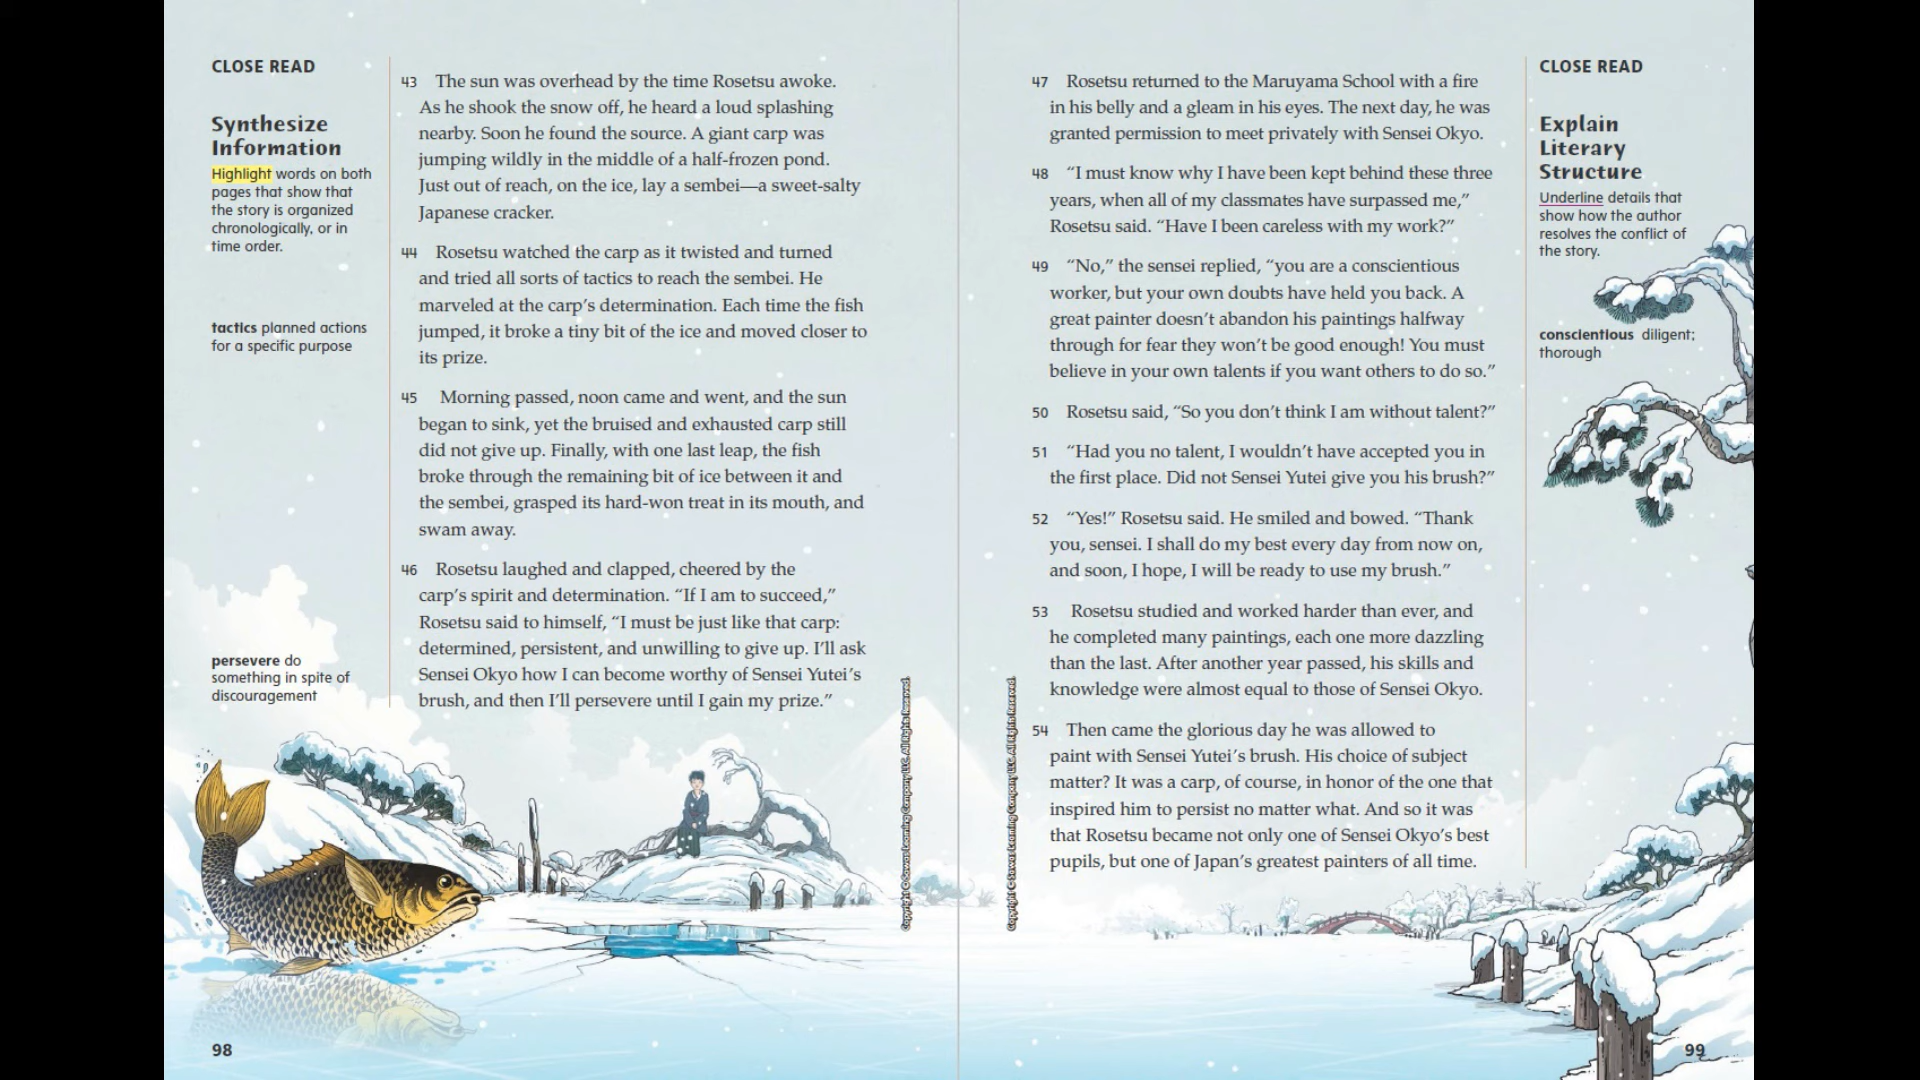 CLOSE READ
Synthesize
Information
Highlight words on both
pages that show that
the story is organized
chronologically, or in
time order.
tactics planned actions
for a specific purpose
persevere do
something in spite of
discouragement
43 The sun was overhead by the time Rosetsu awoke.
As he shook the snow off, he heard a loud splashing
nearby. Soon he found the source. A giant carp was
jumping wildly in the middle of a half-frozen pond.
Just out of reach, on the ice, lay a sembei—a sweet-salty
Japanese cracker.
44 Rosetsu watched the carp as it twisted and turned
and tried all sorts of tactics to reach the sembei. He
marveled at the carp's determination. Each time the fish
jumped, it broke a tiny bit of the ice and moved closer to
its prize.
45 Morning passed, noon came and went, and the sun
began to sink, yet the bruised and exhausted carp still
did not give up. Finally, with one last leap, the fish
broke through the remaining bit of ice between it and
the sembei, grasped its hard-won treat in its mouth, and
swam away.
46 Rosetsu laughed and clapped, cheered by the
carp's spirit and determination. “If I am to succeed,”
Rosetsu said to himself, “I must be just like that carp:
determined, persistent, and unwilling to give up. I'll ask
Sensei Okyo how I can become worthy of Sensei Yutei's
brush, and then I'll persevere until I gain my prize.”
Copyright © Savvas Learning Company LLC. All Rights Reserved.
98
47 Rosetsu returned to the Maruyama School with a fire
in his belly and a gleam in his eyes. The next day, he was
granted permission to meet privately with Sensei Okyo.
48 “I must know why I have been kept behind these three
years, when all of my classmates have surpassed me,”
Rosetsu said. “Have I been careless with my work?”
49 “No,” the sensei replied, “you are a conscientious
worker, but your own doubts have held you back. A
great painter doesn't abandon his paintings halfway
through for fear they won't be good enough! You must
believe in your own talents if you want others to do so.”
50 Rosetsu said, “So you don't think I am without talent?”
51 “Had you no talent, I wouldn't have accepted you in
the first place. Did not Sensei Yutei give you his brush?”
52 “Yes!” Rosetsu said. He smiled and bowed. “Thank
you, sensei. I shall do my best every day from now on,
and soon, I hope, I will be ready to use my brush.”
53 Rosetsu studied and worked harder than ever, and
he completed many paintings, each one more dazzling
than the last. After another year passed, his skills and
knowledge were almost equal to those of Sensei Okyo.
54 Then came the glorious day he was allowed to
paint with Sensei Yutei's brush. His choice of subject
matter? It was a carp, of course, in honor of the one that
inspired him to persist no matter what. And so it was
that Rosetsu became not only one of Sensei Okyo's best
pupils, but one of Japan's greatest painters of all time.
Copyright © Savvas Learning Company LLC. All Rights Reserved.
CLOSE READ
Explain
Literary
Structure
Underline details that
show how the author
resolves the conflict of
the story.
conscientious diligent;
thorough
99